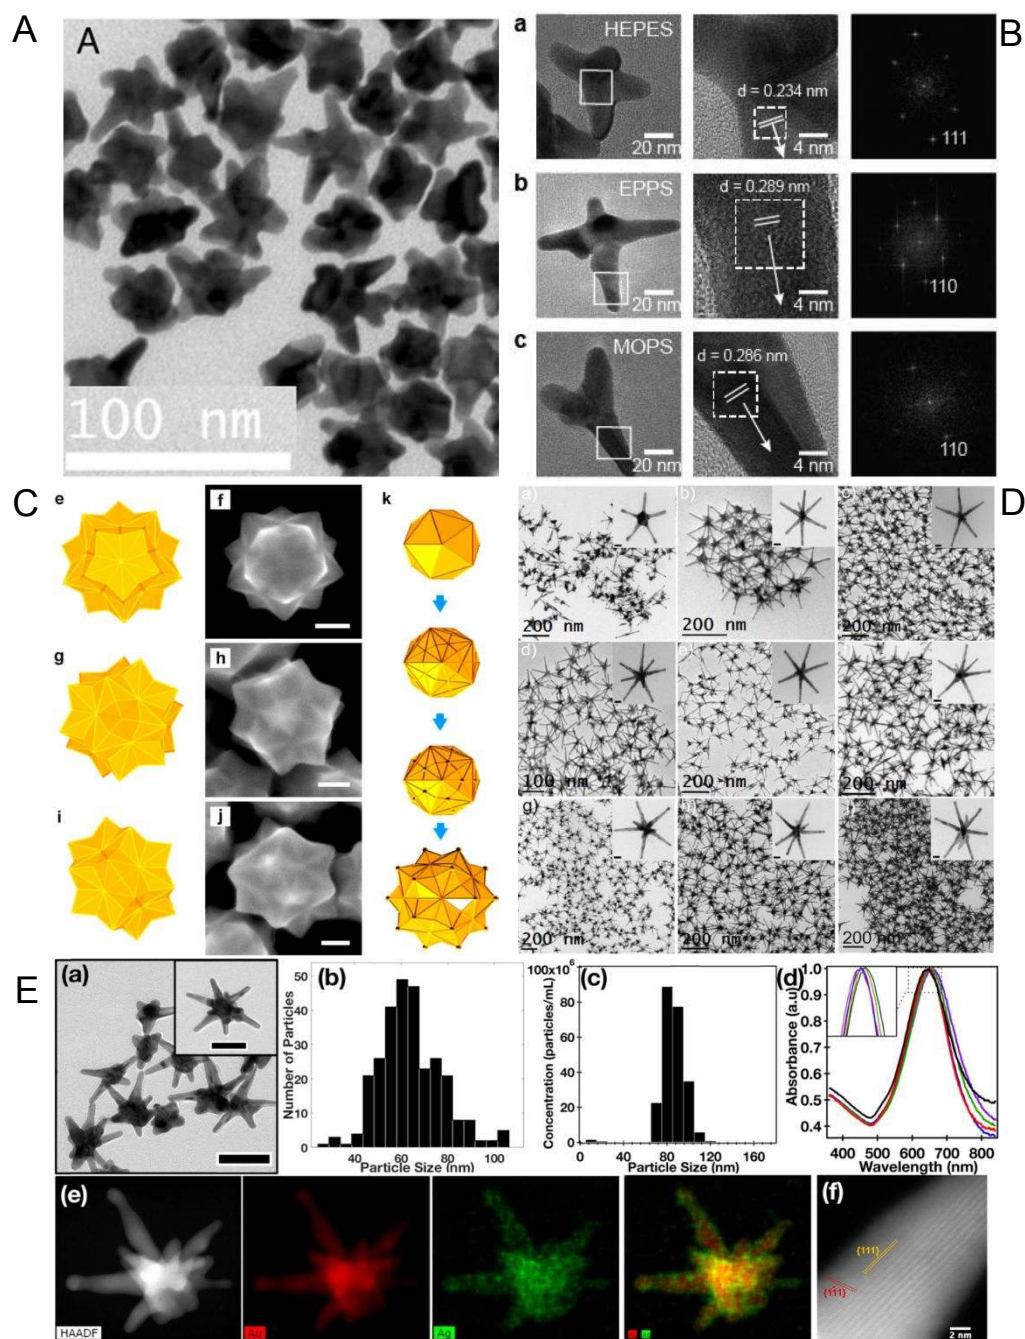 A
A
100 nm
B
a
HEPES
20 nm
d = 0.234 nm
4 nm
111
b
EPPS
20 nm
d = 0.289 nm
4 nm
110
c
MOPS
20 nm
d = 0.286 nm
4 nm
110
C
e
f
k
g
h
i
j
D
a)
200 nm
b)
200 nm
c)
200 nm
d)
100 nm
e)
200 nm
200 nm
g)
200 nm
200 nm
200 nm
E
(a)
(b)
Number of Particles
50
40
30
20
10
0
40
60
80
100
Particle Size (nm)
(c)
Concentration (particles/mL)
100x10⁶
80
60
40
20
0
0
40
80
120
160
Particle Size (nm)
(d)
Absorbance (a.u)
1.0
0.9
0.8
0.7
0.6
0.5
0.4
400
500
600
700
800
Wavelength (nm)
(e)
HAADF
Au
Ag
(f)
{111}
{111}
2 nm